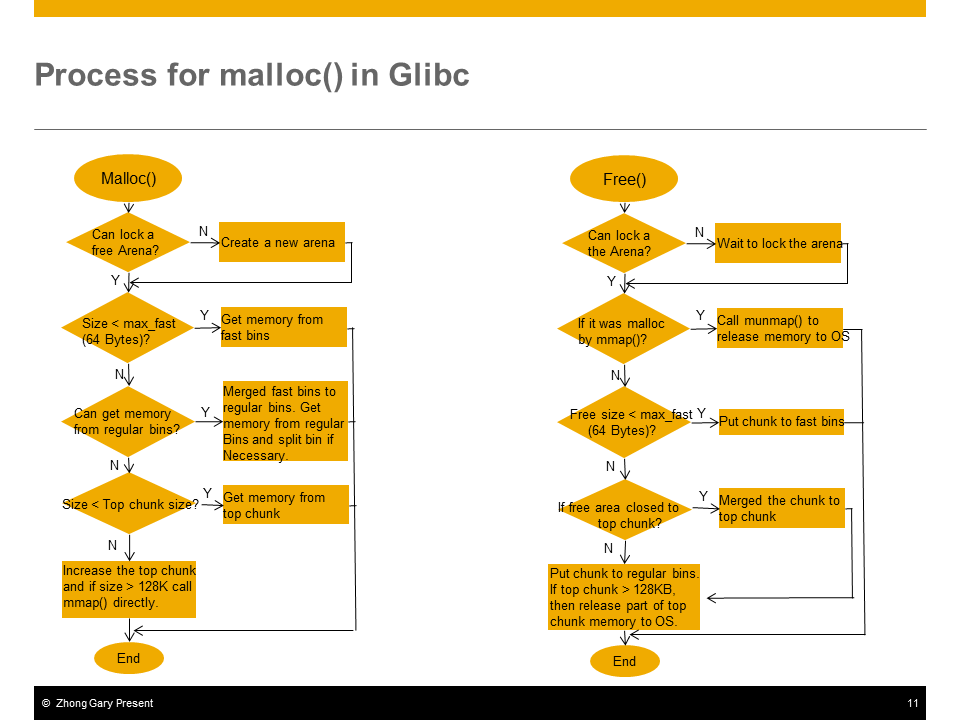 Process for malloc() in Glibc
Malloc()
Can lock a
free Arena?
N
Create a new arena
Y
Size < max_fast
(64 Bytes)?
Y
Get memory from
fast bins
N
Can get memory
from regular bins?
Y
Merged fast bins to
regular bins. Get
memory from regular
Bins and split bin if
Necessary.
N
Size < Top chunk size?
Y
Get memory from
top chunk
N
Increase the top chunk
and if size > 128K call
mmap() directly.
End
Free()
Can lock a
the Arena?
N
Wait to lock the arena
Y
If it was malloc
by mmap()?
Y
Call munmap() to
release memory to OS
N
Free size < max_fast
(64 Bytes)?
Y
Put chunk to fast bins
N
If free area closed to
top chunk?
Y
Merged the chunk to
top chunk
N
Put chunk to regular bins.
If top chunk > 128KB,
then release part of top
chunk memory to OS.
End
© Zhong Gary Present
11